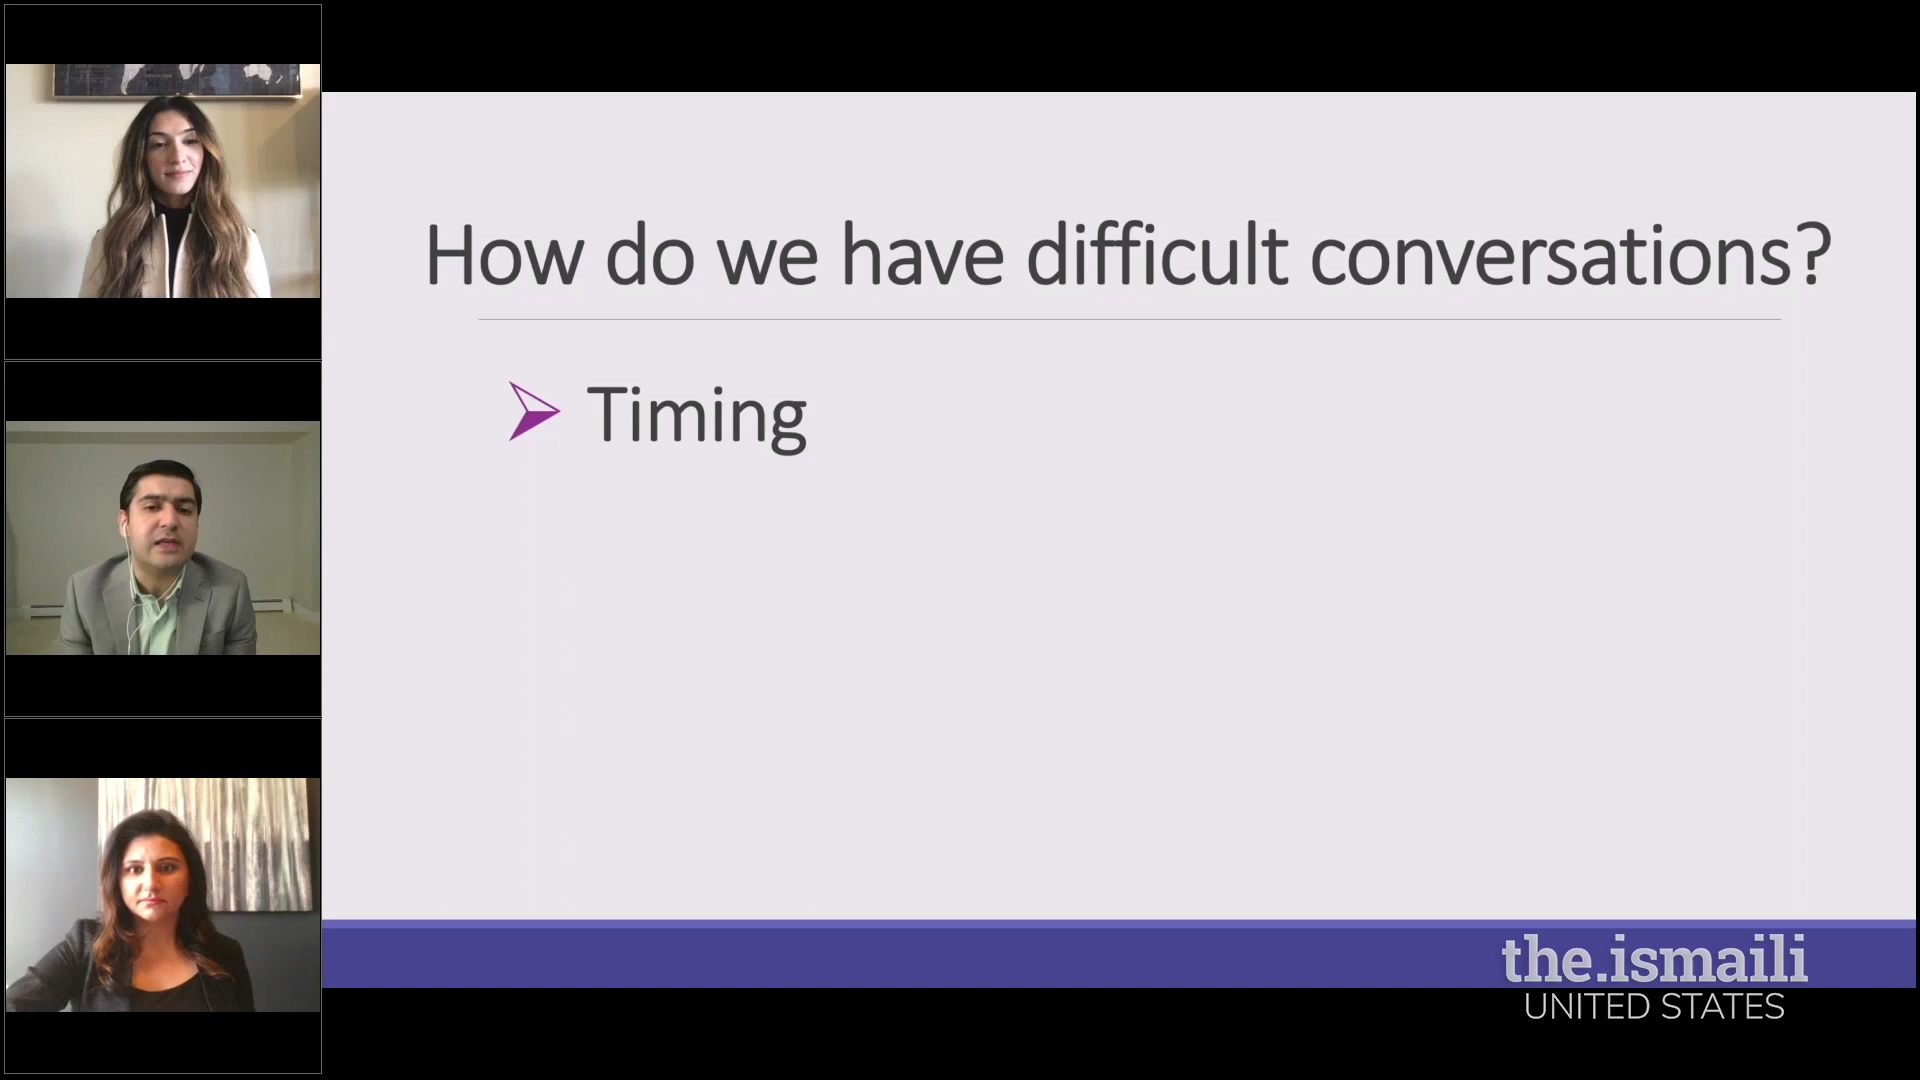 How do we have difficult conversations?
Timing
the.ismaili
UNITED STATES